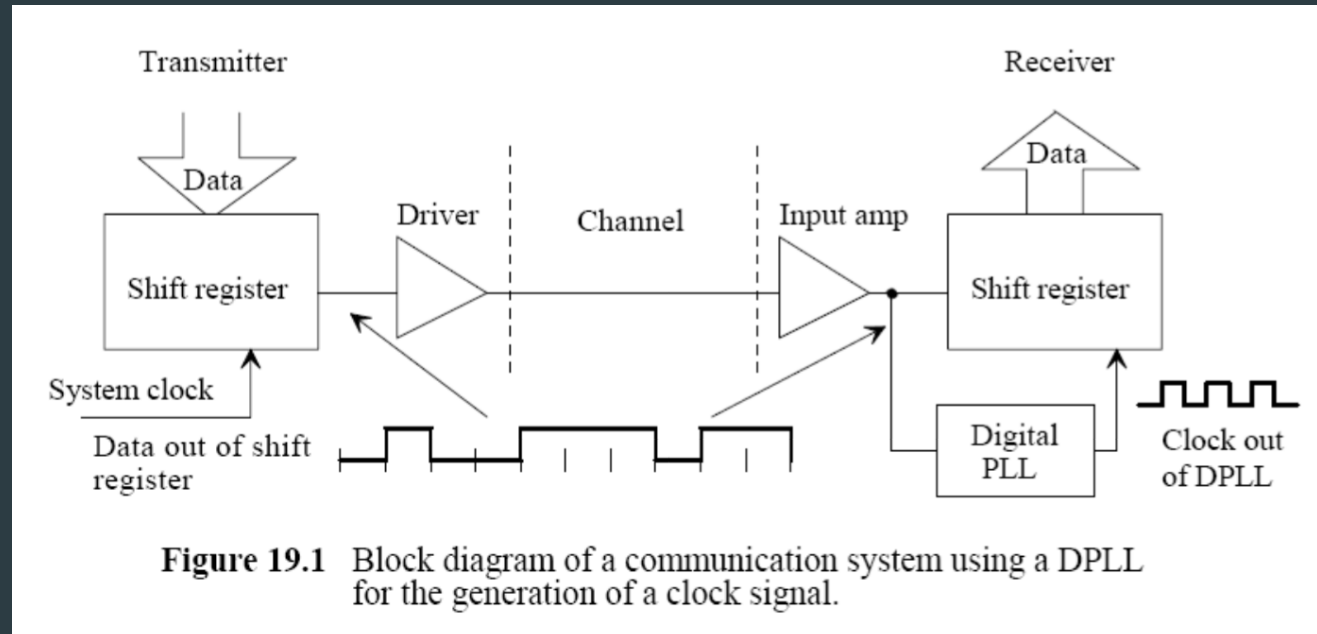 Transmitter
Receiver
Data
Data
Driver
Channel
Input amp
Shift register
Shift register
System clock
Data out of shift
register
Digital
PLL
Clock out
of DPLL
Figure 19.1 Block diagram of a communication system using a DPLL
for the generation of a clock signal.